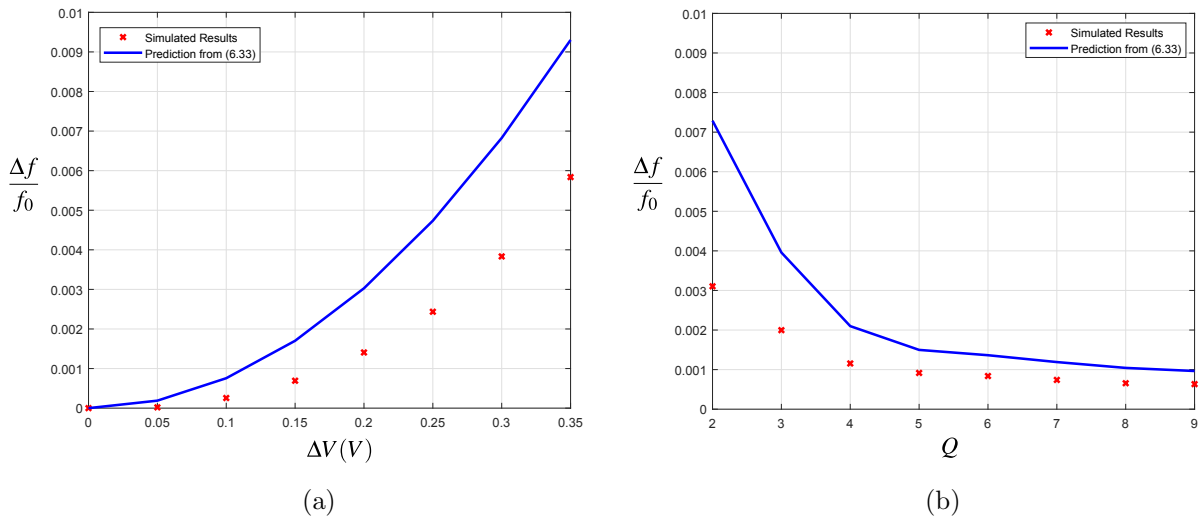 0.01
0.009
0.008
0.007
0.006
0.005
0.004
0.003
0.002
0.001
0
Δf
f0
Simulated Results
Prediction from (6.33)
0 0.05 0.1 0.15 0.2 0.25 0.3 0.35
ΔV(V)
(a)
0.01
0.009
0.008
0.007
0.006
0.005
0.004
0.003
0.002
0.001
0
Δf
f0
Simulated Results
Prediction from (6.33)
2 3 4 5 6 7 8 9
Q
(b)